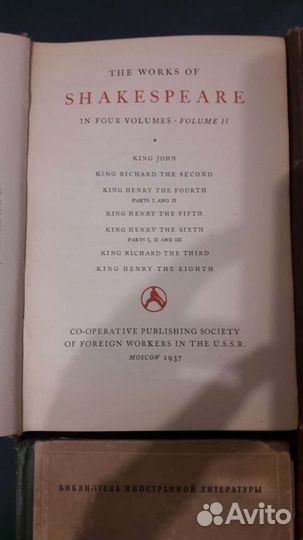 THE WORKS OF
SHAKESPEARE
IN FOUR VOLUMES · VOLUME II
KING JOHN
KING RICHARD THE SECOND
KING HENRY THE FOURTH
PARTS I AND II
KING HENRY THE FIFTH
KING HENRY THE SIXTH
PARTS I, II AND III
KING RICHARD THE THIRD
KING HENRY THE EIGHTH
CO-OPERATIVE PUBLISHING SOCIETY
OF FOREIGN WORKERS IN THE U.S.S.R.
MOSCOW 1937
БИБЛИОТЕКА ИНОСТРАННОЙ ЛИТЕРАТУРЫ
Avito